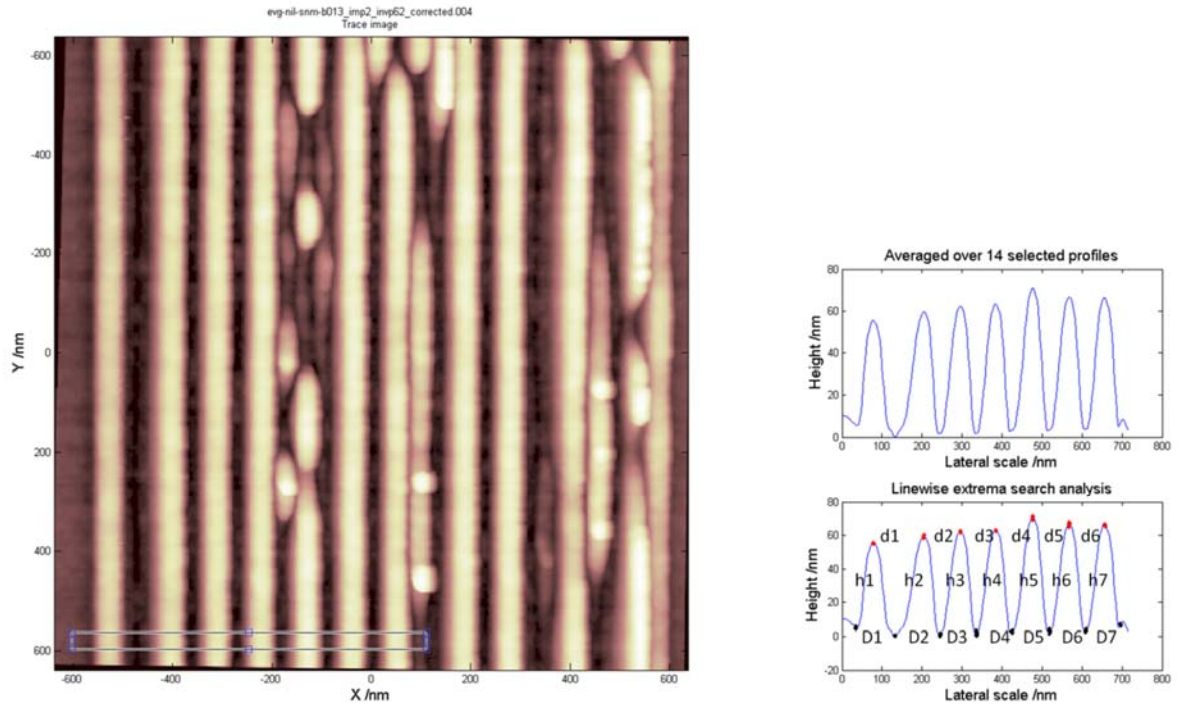 evg-nil-snm-b013_imp2_invp62_corrected.004
Trace image
-600
-400
-200
0
200
400
600
Y /nm
-600 -400 -200 0 200 400 600
X /nm
Averaged over 14 selected profiles
80
60
40
20
0
Height /nm
0 100 200 300 400 500 600 700 800
Lateral scale /nm
Linewise extrema search analysis
80
60
40
20
0
-20
Height /nm
d1 d2 d3 d4 d5 d6
h1 h2 h3 h4 h5 h6 h7
D1 D2 D3 D4 D5 D6 D7
0 100 200 300 400 500 600 700 800
Lateral scale /nm